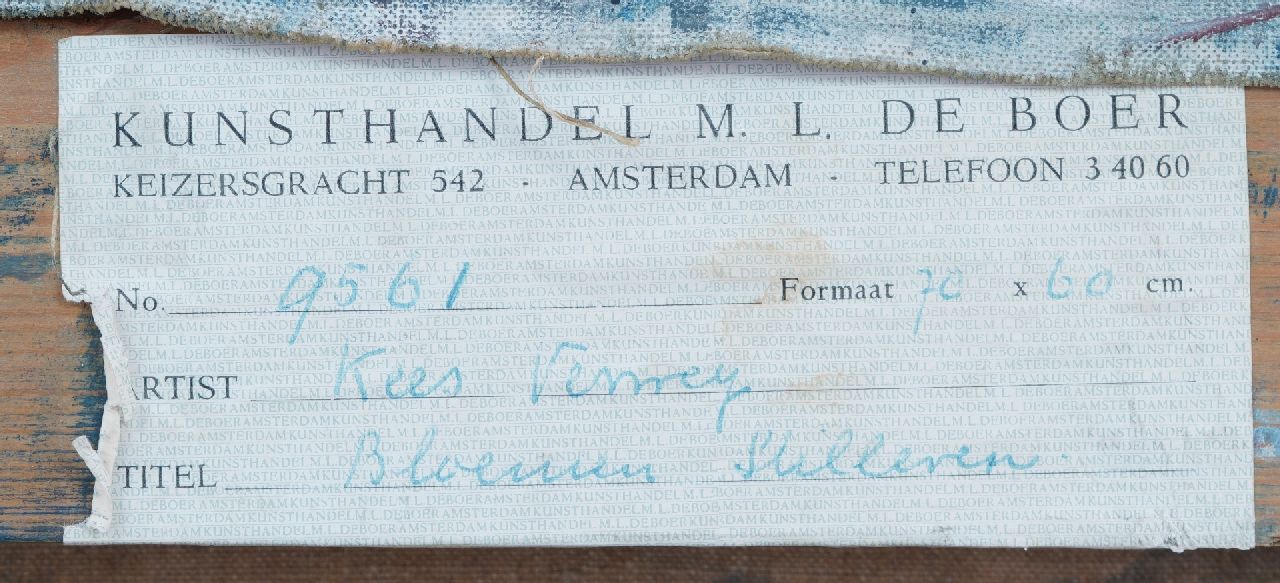 KUNSTHANDEL M. L. DE BOER
KEIZERSGRACHT 542 - AMSTERDAM - TELEFOON 3 40 60
No. 9561 Formaat 70 x 60 cm.
ARTIST Kees Verwey
TITEL Bloemen Stilleven.